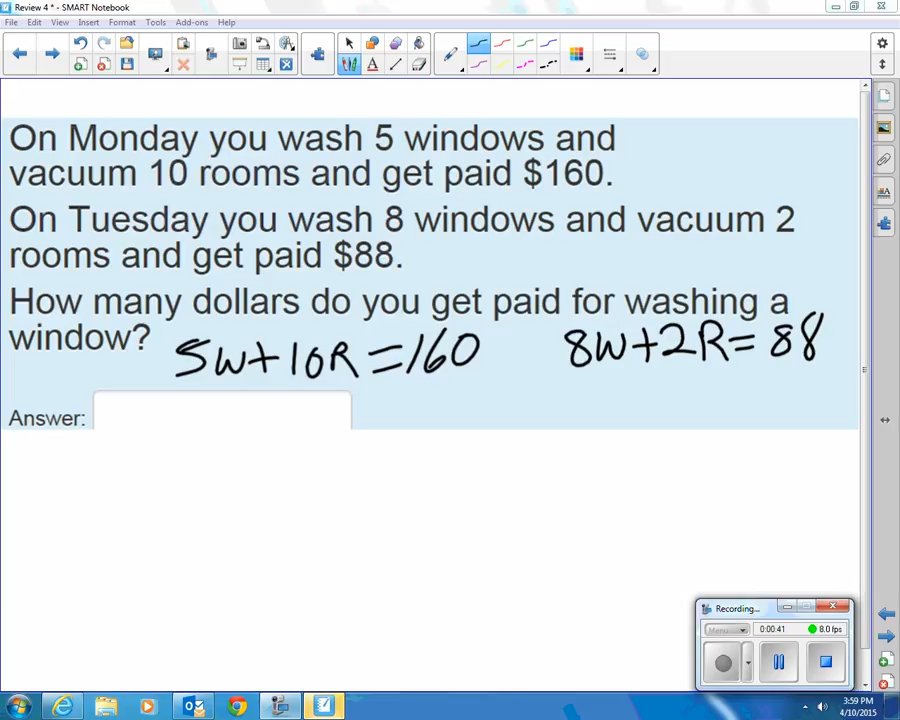 Review 4 * - SMART Notebook
File Edit View Insert Format Tools Add-ons Help
On Monday you wash 5 windows and
vacuum 10 rooms and get paid $160.
On Tuesday you wash 8 windows and vacuum 2
rooms and get paid $88.
How many dollars do you get paid for washing a
window?
5W+10R=160
8W+2R=88
Answer:
Recording...
Menu
0:00:41
8.0 fps
3:59 PM
4/10/2015